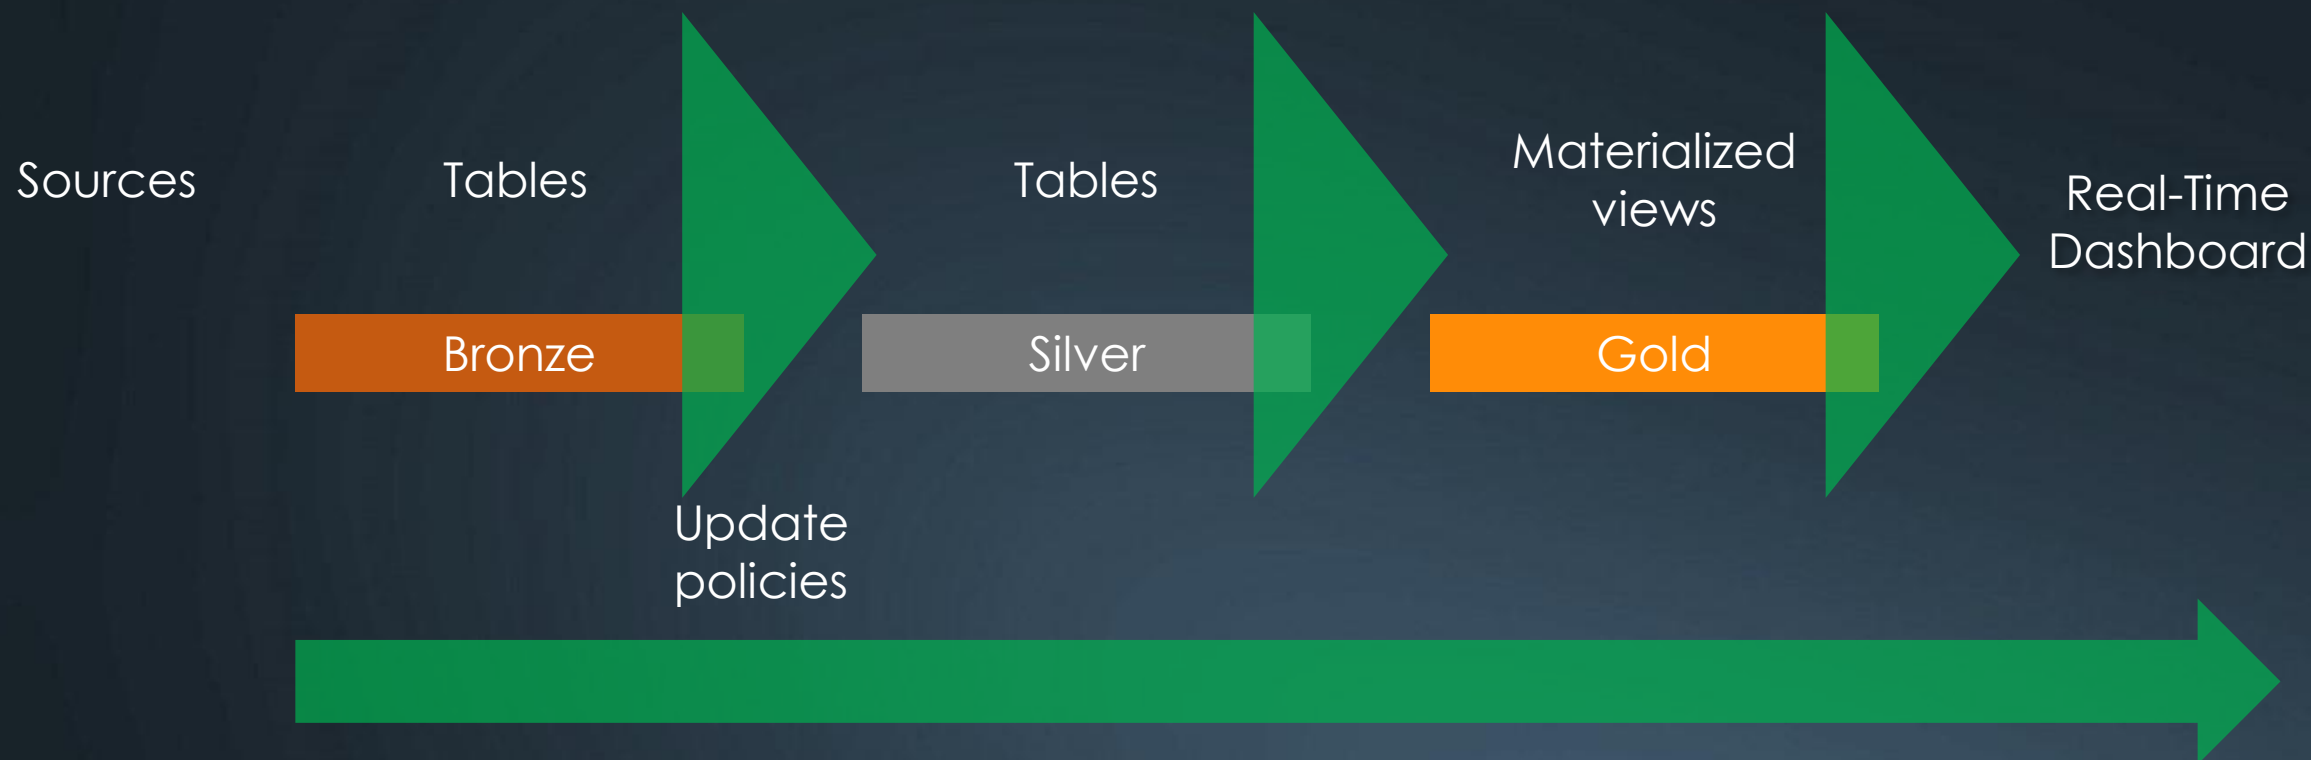 Sources
Tables
Tables
Materialized
views
Real-Time
Dashboard
Bronze
Silver
Gold
Update
policies